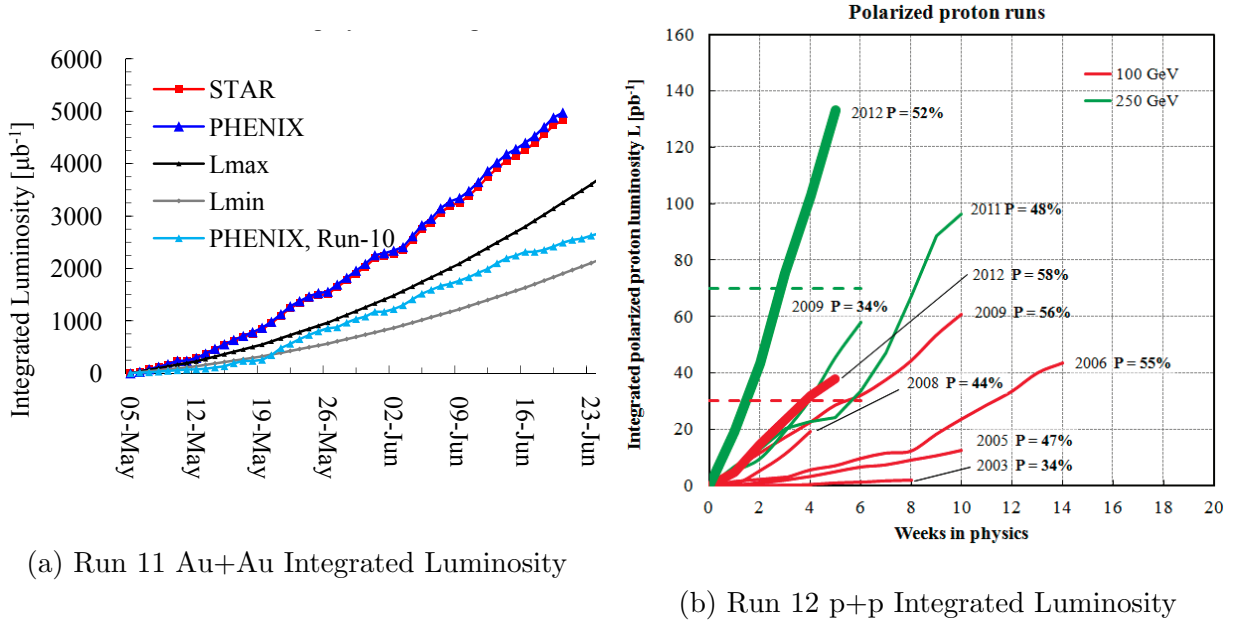 6000
5000
4000
3000
2000
1000
0
Integrated Luminosity [µb⁻¹]
STAR
PHENIX
Lmax
Lmin
PHENIX, Run-10
05-May
12-May
19-May
26-May
02-Jun
09-Jun
16-Jun
23-Jun
(a) Run 11 Au+Au Integrated Luminosity
Polarized proton runs
160
140
120
100
80
60
40
20
0
Integrated polarized proton luminosity L [pb⁻¹]
100 GeV
250 GeV
2012 P = 52%
2011 P = 48%
2012 P = 58%
2009 P = 34%
2009 P = 56%
2006 P = 55%
2008 P = 44%
2005 P = 47%
2003 P = 34%
0 2 4 6 8 10 12 14 16 18 20
Weeks in physics
(b) Run 12 p+p Integrated Luminosity